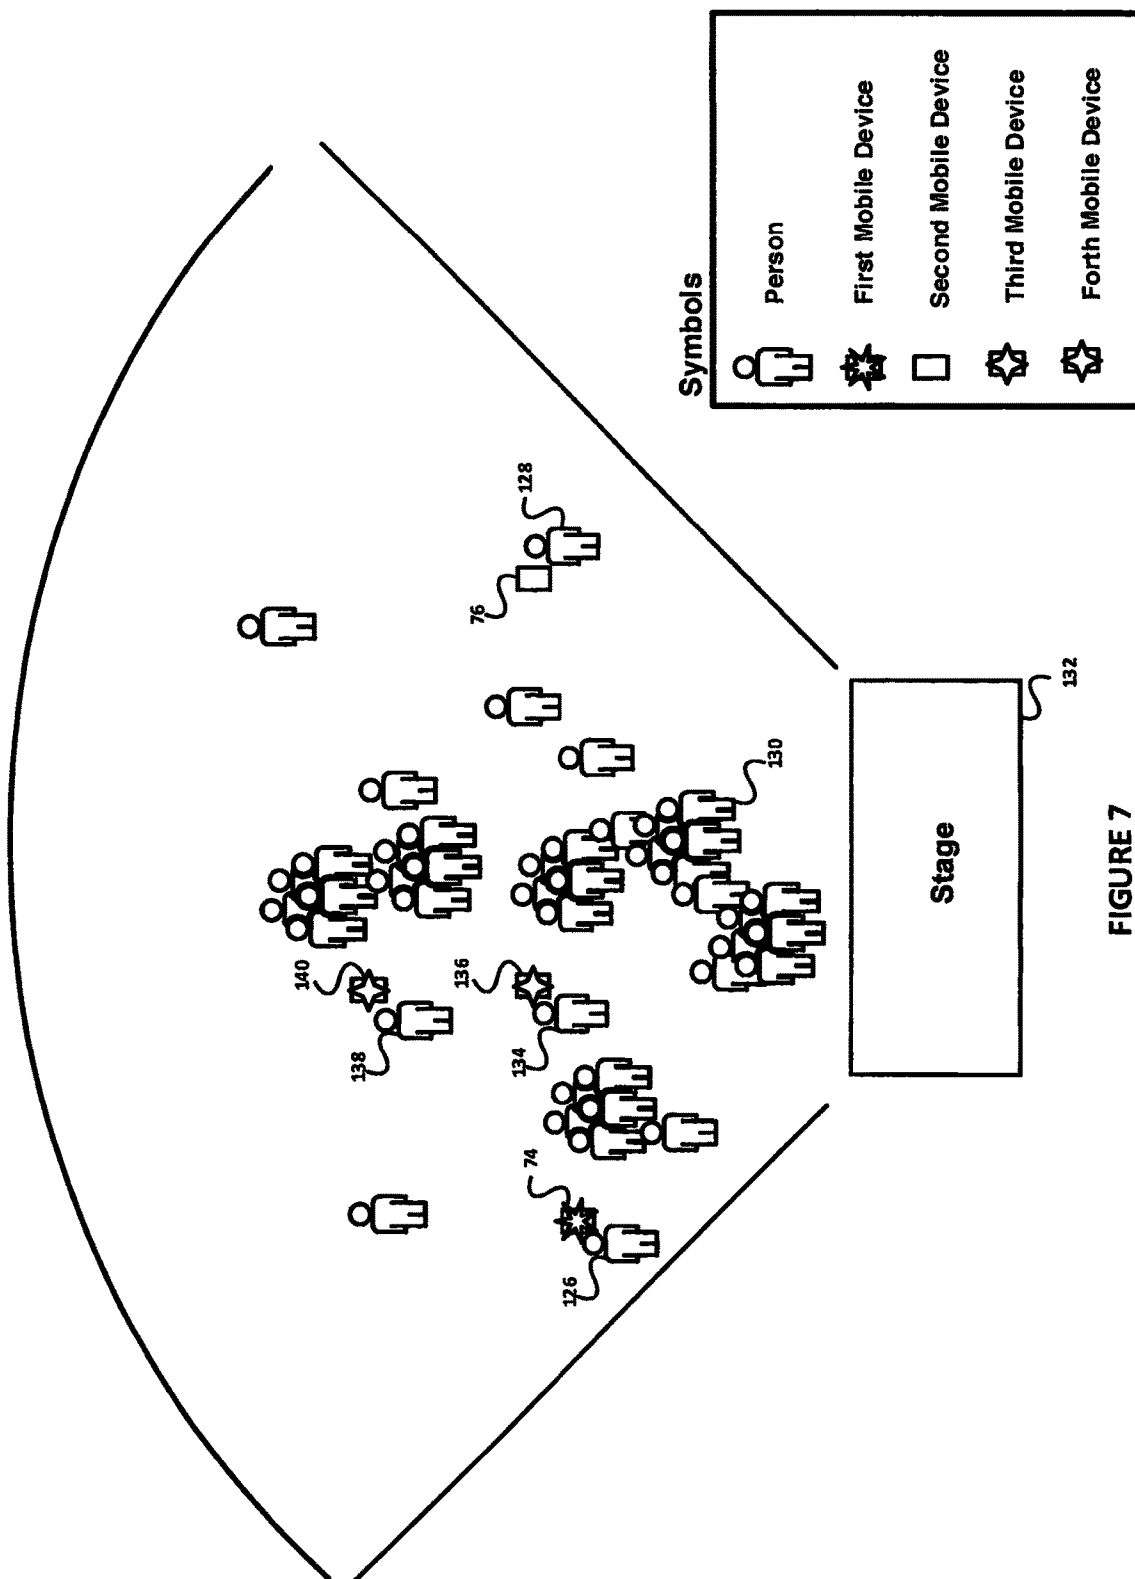 Symbols
Person
First Mobile Device
Second Mobile Device
Third Mobile Device
Forth Mobile Device
128
76
140
136
138
134
74
126
130
132
Stage
FIGURE 7